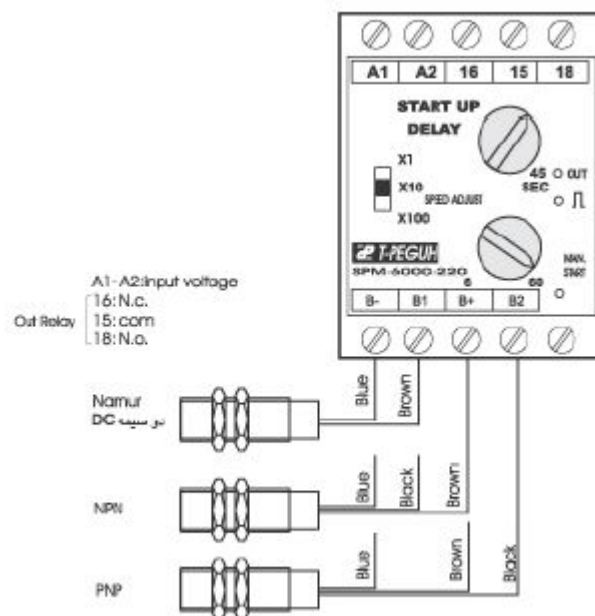 A1 A2 16 15 18
START UP
DELAY
X1
X10
X100
SPEED ADJUST
45
SEC
OUT
T-PEGUH
SPM-6000-220
6 60
MAN.
START
B- B1 B+ B2
A1-A2:Input voltage
16:N.c.
Out Relay 15:com
18:N.o.
Namur
دو سیمه DC
Blue Brown
NPN
Blue Black Brown
PNP
Blue Brown Black